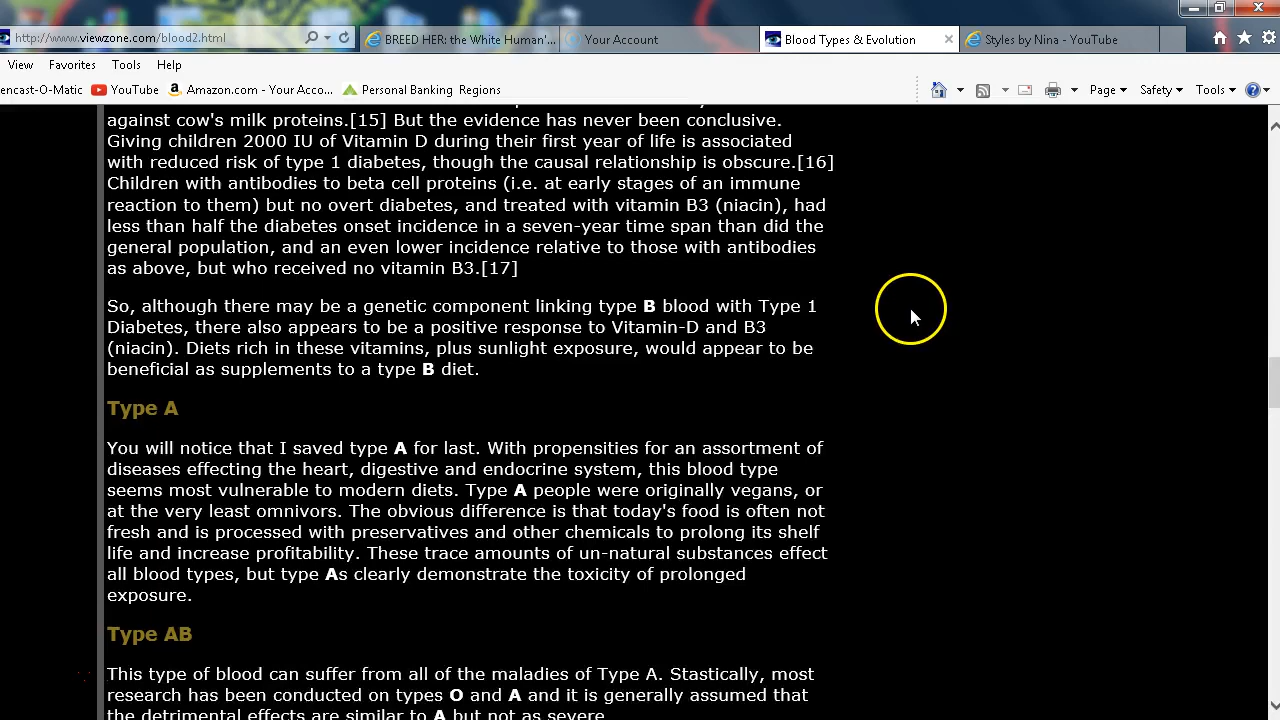 http://www.viewzone.com/blood2.html
BREED HER: the White Human'...
Your Account
Blood Types & Evolution
Styles by Nina - YouTube
View Favorites Tools Help
encast-O-Matic YouTube Amazon.com - Your Acco... Personal Banking Regions
Page Safety Tools
against cow's milk proteins.[15] But the evidence has never been conclusive.
Giving children 2000 IU of Vitamin D during their first year of life is associated
with reduced risk of type 1 diabetes, though the causal relationship is obscure.[16]
Children with antibodies to beta cell proteins (i.e. at early stages of an immune
reaction to them) but no overt diabetes, and treated with vitamin B3 (niacin), had
less than half the diabetes onset incidence in a seven-year time span than did the
general population, and an even lower incidence relative to those with antibodies
as above, but who received no vitamin B3.[17]
So, although there may be a genetic component linking type B blood with Type 1
Diabetes, there also appears to be a positive response to Vitamin-D and B3
(niacin). Diets rich in these vitamins, plus sunlight exposure, would appear to be
beneficial as supplements to a type B diet.
Type A
You will notice that I saved type A for last. With propensities for an assortment of
diseases effecting the heart, digestive and endocrine system, this blood type
seems most vulnerable to modern diets. Type A people were originally vegans, or
at the very least omnivors. The obvious difference is that today's food is often not
fresh and is processed with preservatives and other chemicals to prolong its shelf
life and increase profitability. These trace amounts of un-natural substances effect
all blood types, but type As clearly demonstrate the toxicity of prolonged
exposure.
Type AB
This type of blood can suffer from all of the maladies of Type A. Stastically, most
research has been conducted on types O and A and it is generally assumed that
the detrimental effects are similar to A but not as severe